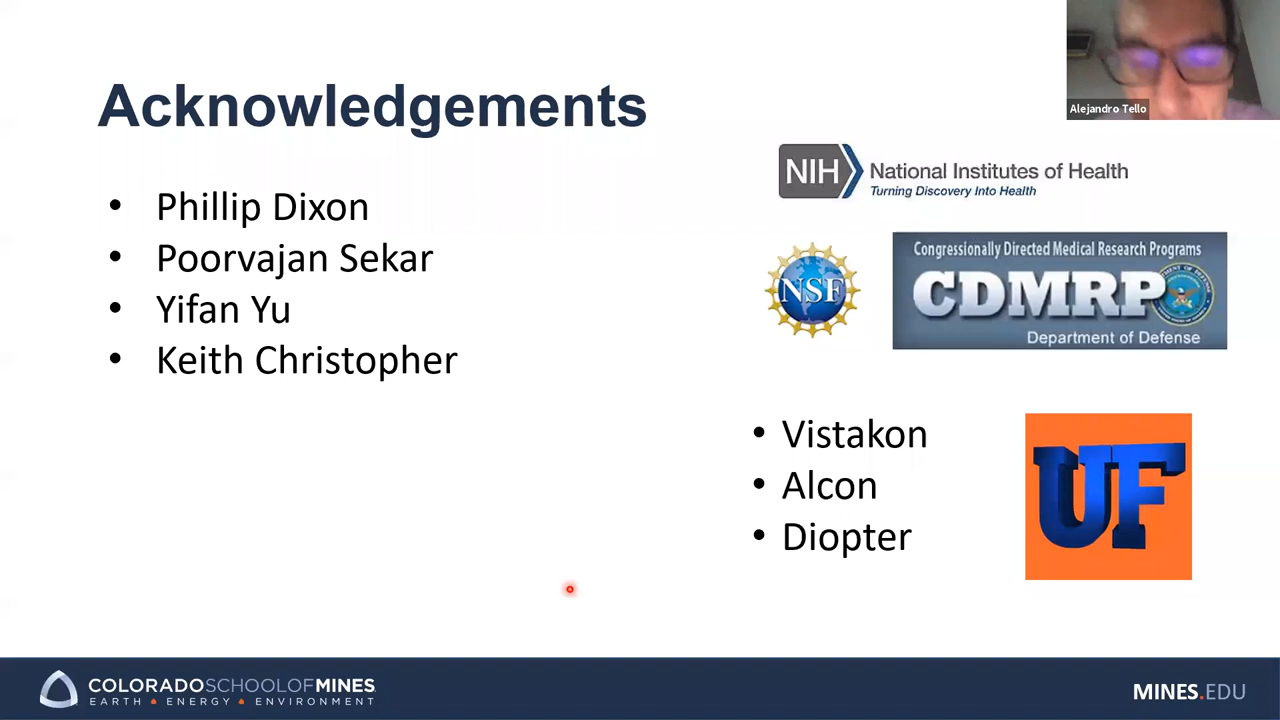 Acknowledgements
Alejandro Tello
• Phillip Dixon
• Poorvajan Sekar
• Yifan Yu
• Keith Christopher
NIH National Institutes of Health
Turning Discovery Into Health
NSF
Congressionally Directed Medical Research Programs
CDMRP
Department of Defense
• Vistakon
• Alcon
• Diopter
UF
COLORADOSCHOOLOFMINES
EARTH • ENERGY • ENVIRONMENT
MINES.EDU